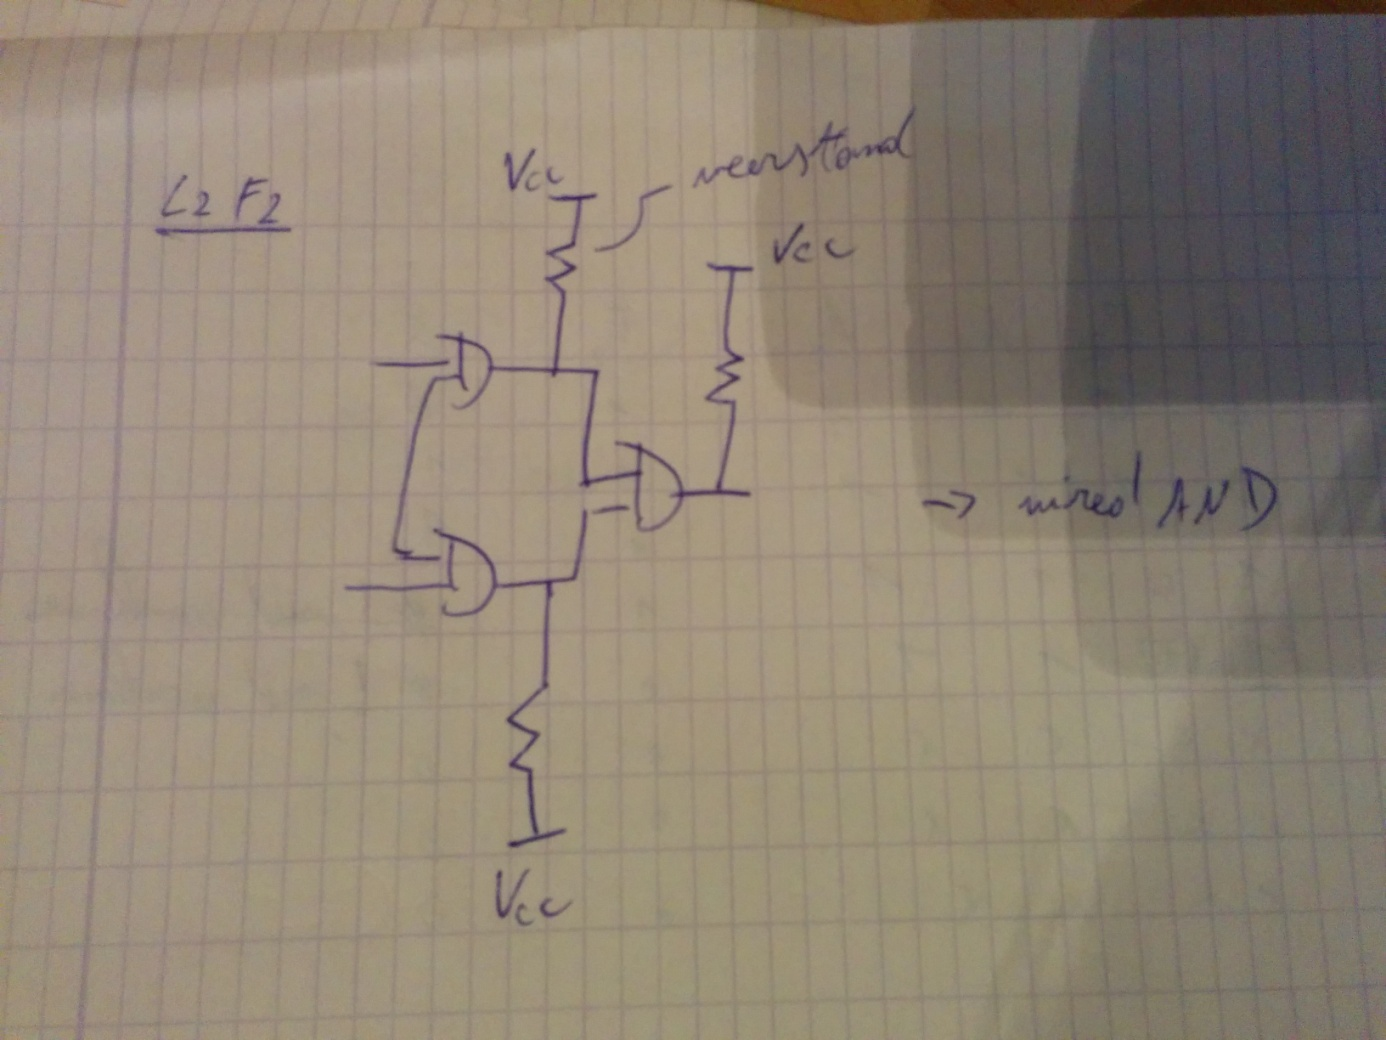 L2 F2
Vcc
weerstand
Vcc
→ wired AND
Vcc